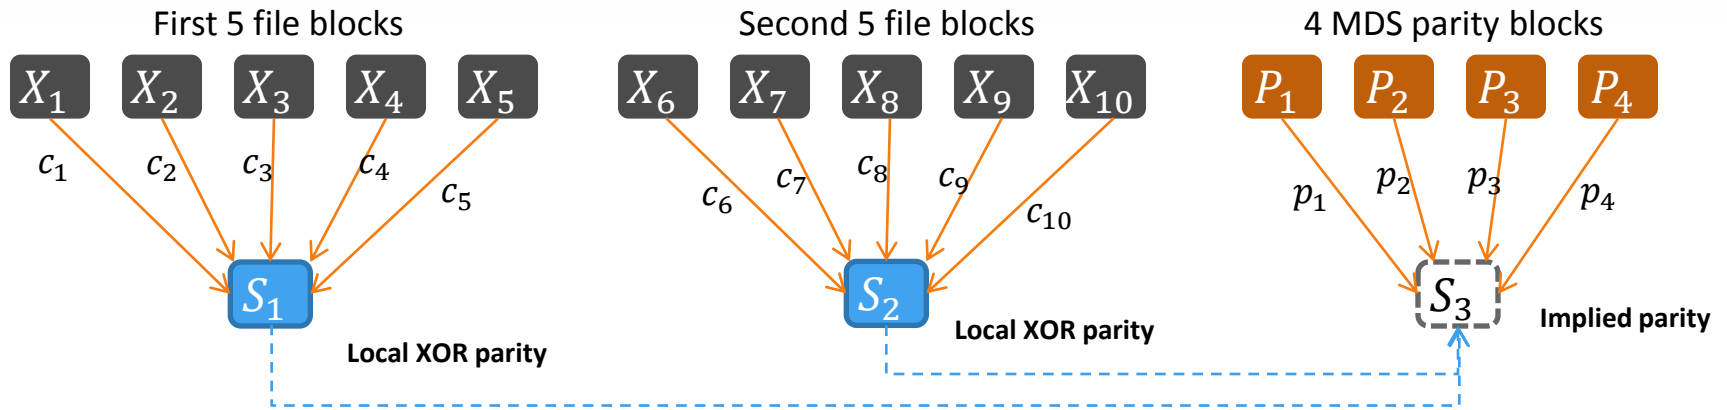 First 5 file blocks
Second 5 file blocks
4 MDS parity blocks
X1 X2 X3 X4 X5
X6 X7 X8 X9 X10
P1 P2 P3 P4
c1 c2 c3 c4 c5
c6 c7 c8 c9 c10
p1 p2 p3 p4
S1
S2
S3
Local XOR parity
Local XOR parity
Implied parity